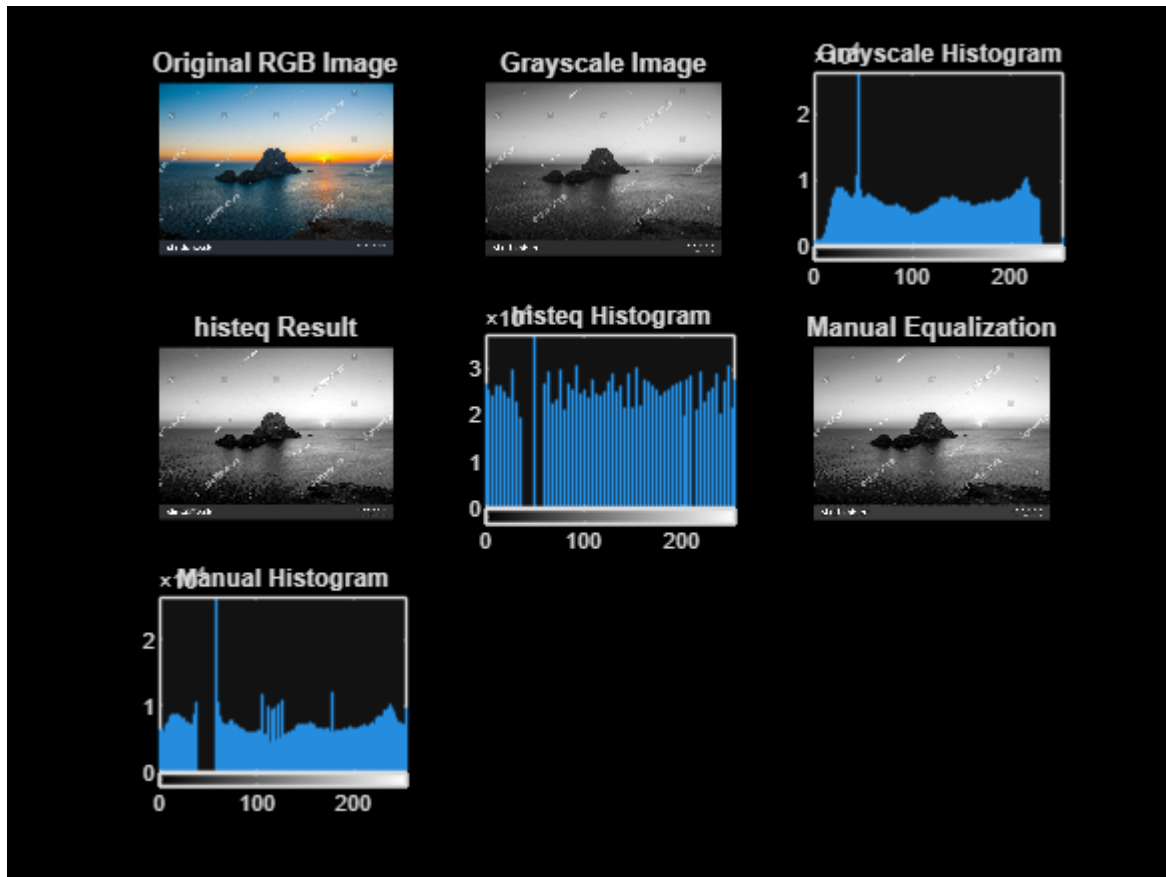 Original RGB Image
Grayscale Image
Grayscale Histogram
2
1
0
0 100 200
histeq Result
histeq Histogram
3
2
1
0
0 100 200
Manual Equalization
Manual Histogram
2
1
0
0 100 200